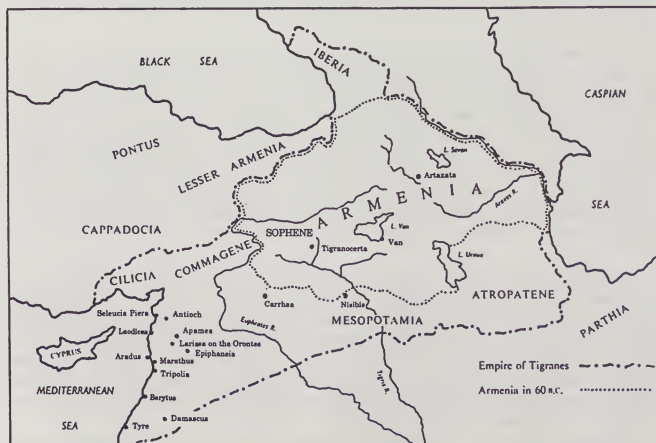 BLACK SEA
IBERIA
CASPIAN
SEA
PONTUS
LESSER ARMENIA
L. Sevan
Artaxata
ARMENIA
Araxes R.
CAPPADOCIA
SOPHENE
L. Van
Van
Tigranocerta
COMMAGENE
CILICIA
L. Urmia
ATROPATENE
Carrhae
Nisibis
MESOPOTAMIA
PARTHIA
Seleucia Piera
Antioch
Laodicea
Apamea
Larissa on the Orontes
Epiphaneia
Euphrates R.
CYPRUS
Aradus
Marathus
Tripolis
Tigris R.
MEDITERRANEAN
SEA
Berytus
Damascus
Tyre
Empire of Tigranes
Armenia in 60 B.C.